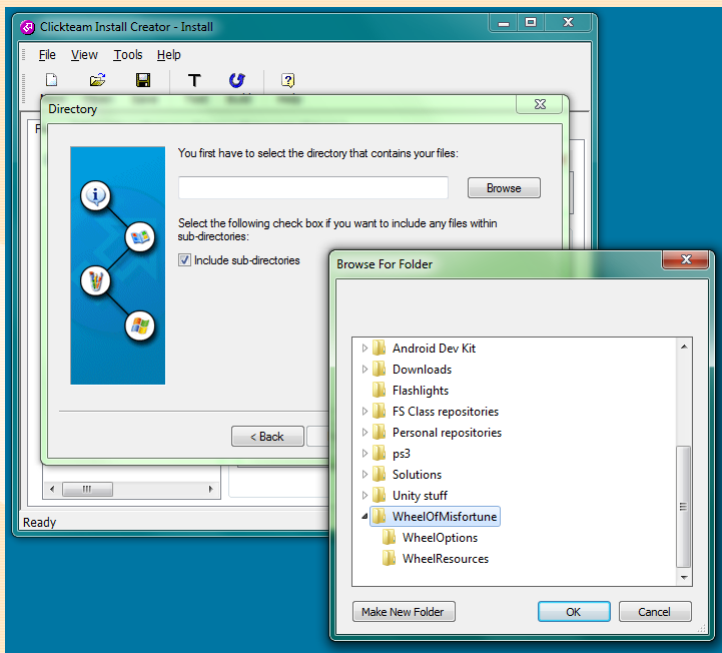 Clickteam Install Creator - Install
File View Tools Help
Directory
You first have to select the directory that contains your files:
Browse
Select the following check box if you want to include any files within
sub-directories:
Include sub-directories
< Back
Ready
Browse For Folder
Android Dev Kit
Downloads
Flashlights
FS Class repositories
Personal repositories
ps3
Solutions
Unity stuff
WheelOfMisfortune
WheelOptions
WheelResources
Make New Folder OK Cancel